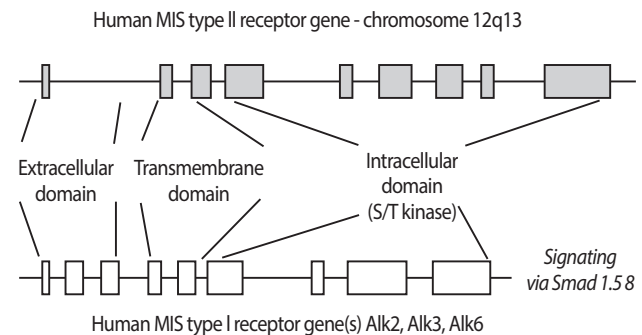 Human MIS type II receptor gene - chromosome 12q13
Extracellular
domain
Transmembrane
domain
Intracellular
domain
(S/T kinase)
Signating
via Smad 1.5 8
Human MIS type I receptor gene(s) Alk2, Alk3, Alk6